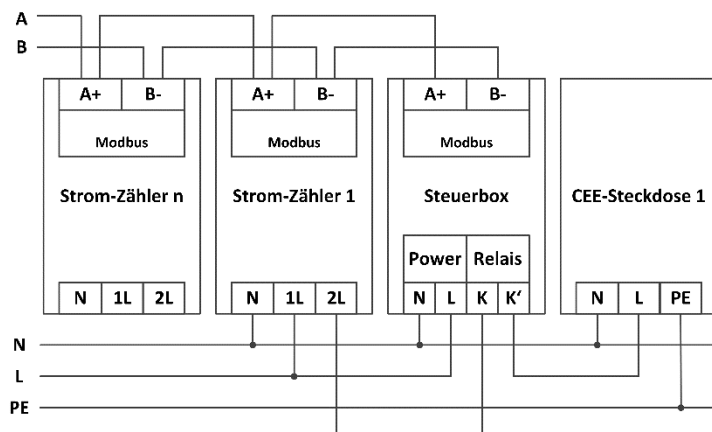 A
B
A+ B- A+ B- A+ B-
Modbus Modbus Modbus
Strom-Zähler n Strom-Zähler 1 Steuerbox CEE-Steckdose 1
Power Relais
N 1L 2L N 1L 2L N L K K‘ N L PE
N
L
PE